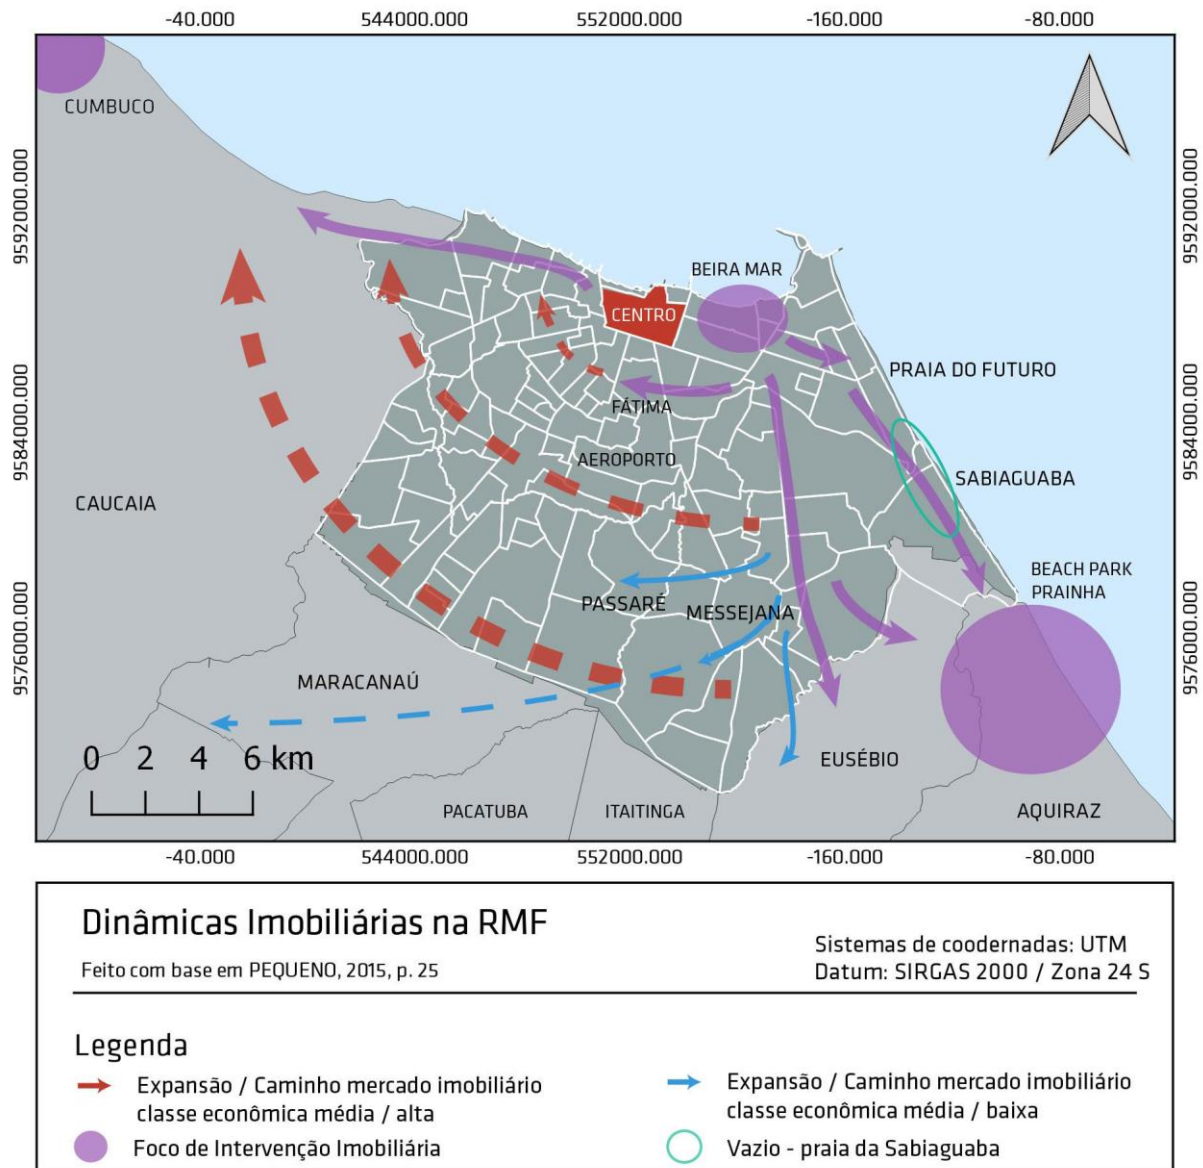 -40.000 544000.000 552000.000 -160.000 -80.000
CUMBUCO
9592000.000 9592000.000
BEIRA MAR
CENTRO
PRAIA DO FUTURO
FÁTIMA
9584000.000 9584000.000
AEROPORTO
SABIAGUABA
CAUCAIA
BEACH PARK
PRAINHA
PASSARÉ
MESSEJANA
9576000.000 9576000.000
MARACANAÚ
0 2 4 6 km
EUSÉBIO
PACATUBA
ITAITINGA
AQUIRAZ
-40.000 544000.000 552000.000 -160.000 -80.000
Dinâmicas Imobiliárias na RMF
Feito com base em PEQUENO, 2015, p. 25
Sistemas de coodernadas: UTM
Datum: SIRGAS 2000 / Zona 24 S
Legenda
Expansão / Caminho mercado imobiliário
classe econômica média / alta
Foco de Intervenção Imobiliária
Expansão / Caminho mercado imobiliário
classe econômica média / baixa
Vazio - praia da Sabiaguaba